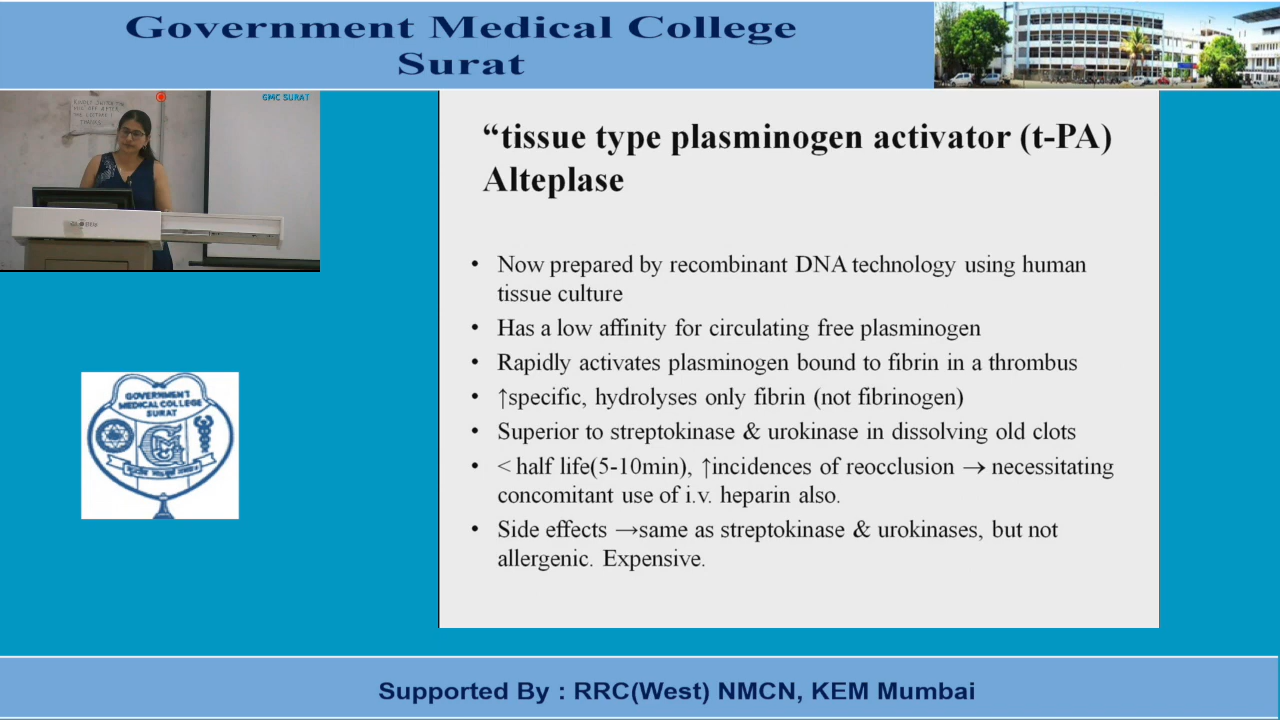 Government Medical College
Surat
GMC SURAT
“tissue type plasminogen activator (t-PA)
Alteplase
• Now prepared by recombinant DNA technology using human
tissue culture
• Has a low affinity for circulating free plasminogen
• Rapidly activates plasminogen bound to fibrin in a thrombus
• ↑specific, hydrolyses only fibrin (not fibrinogen)
• Superior to streptokinase & urokinase in dissolving old clots
• < half life(5-10min), ↑incidences of reocclusion → necessitating
concomitant use of i.v. heparin also.
• Side effects →same as streptokinase & urokinases, but not
allergenic. Expensive.
GOVERNMENT
MEDICAL COLLEGE
SURAT
Supported By : RRC(West) NMCN, KEM Mumbai